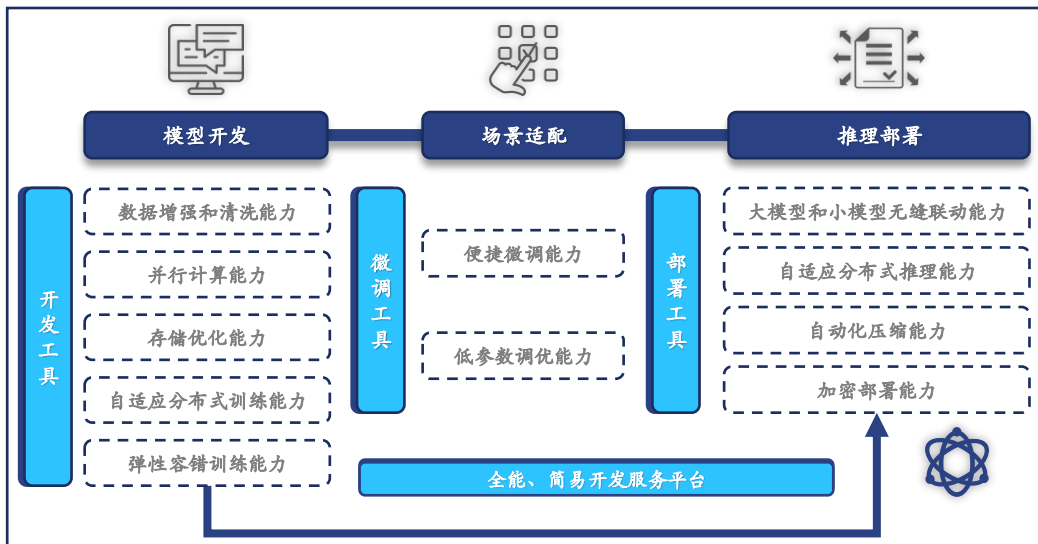 模型开发
场景适配
推理部署
开发工具
数据增强和清洗能力
并行计算能力
存储优化能力
自适应分布式训练能力
弹性容错训练能力
微调工具
便捷微调能力
低参数调优能力
部署工具
大模型和小模型无缝联动能力
自适应分布式推理能力
自动化压缩能力
加密部署能力
全能、简易开发服务平台